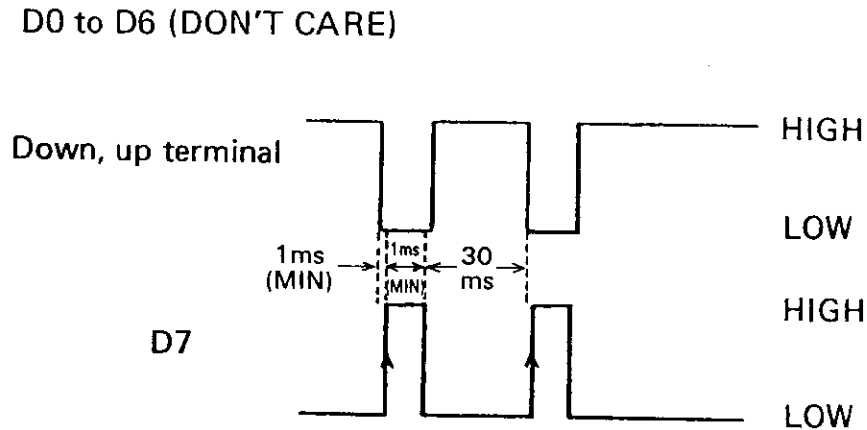 D0 to D6 (DON'T CARE)
Down, up terminal
HIGH
LOW
1ms
(MIN)
1ms
(MIN)
30
ms
D7
HIGH
LOW